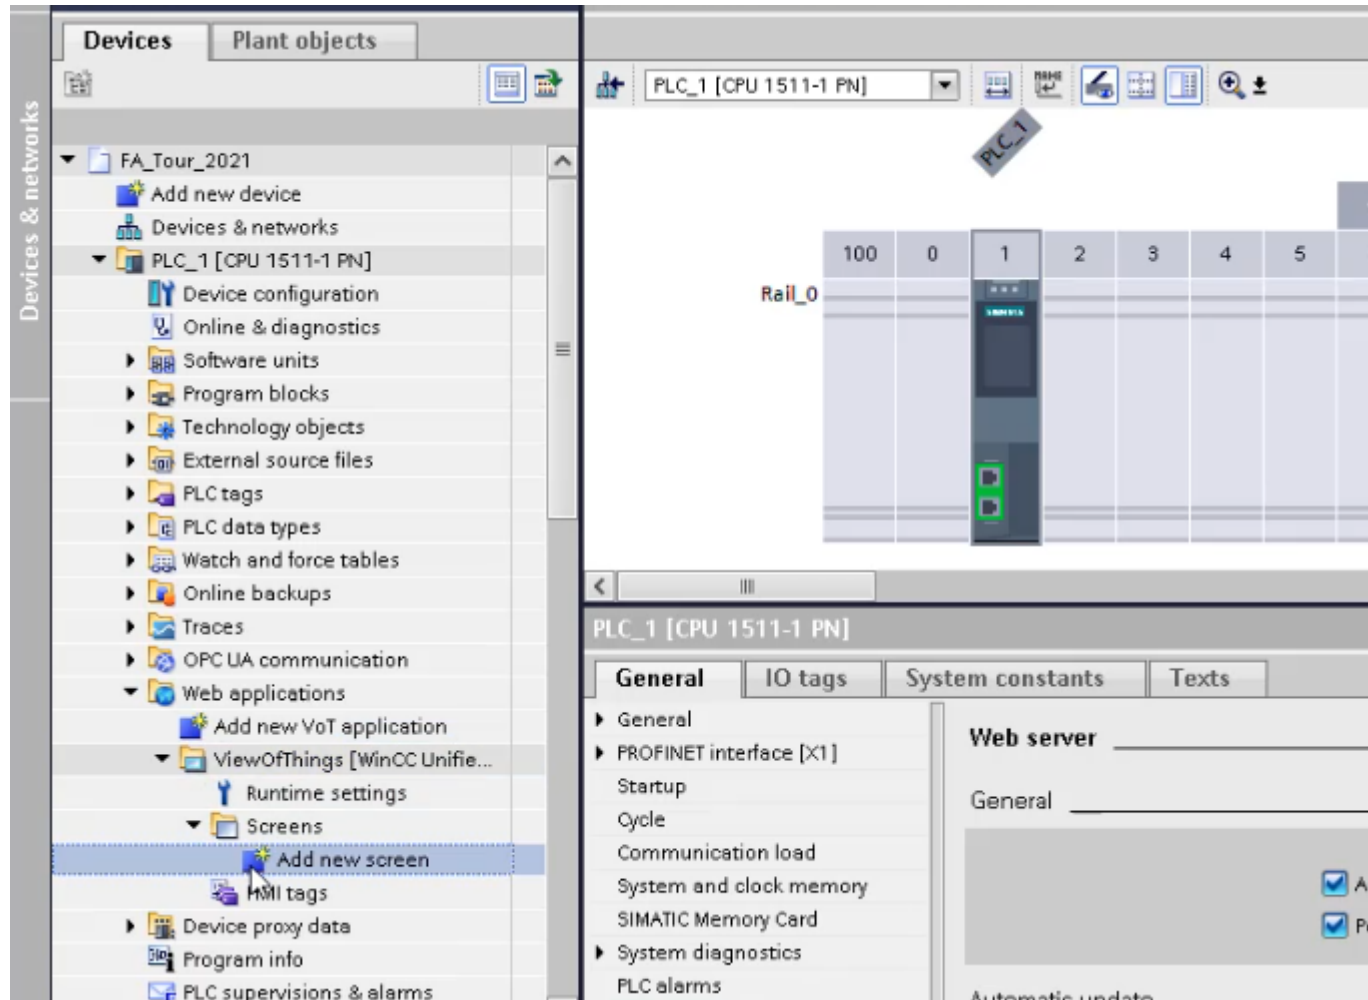 Devices & networks
Devices
Plant objects
FA_Tour_2021
Add new device
Devices & networks
PLC_1 [CPU 1511-1 PN]
Device configuration
Online & diagnostics
Software units
Program blocks
Technology objects
External source files
PLC tags
PLC data types
Watch and force tables
Online backups
Traces
OPC UA communication
Web applications
Add new VoT application
ViewOfThings [WinCC Unifie...
Runtime settings
Screens
Add new screen
HMI tags
Device proxy data
Program info
PLC supervisions & alarms
PLC_1 [CPU 1511-1 PN]
NAME
PLC_1
100 0 1 2 3 4 5
Rail_0
SIEMENS
PLC_1 [CPU 1511-1 PN]
General
IO tags
System constants
Texts
General
PROFINET interface [X1]
Startup
Cycle
Communication load
System and clock memory
SIMATIC Memory Card
System diagnostics
PLC alarms
Web server
General
A
Automatic update